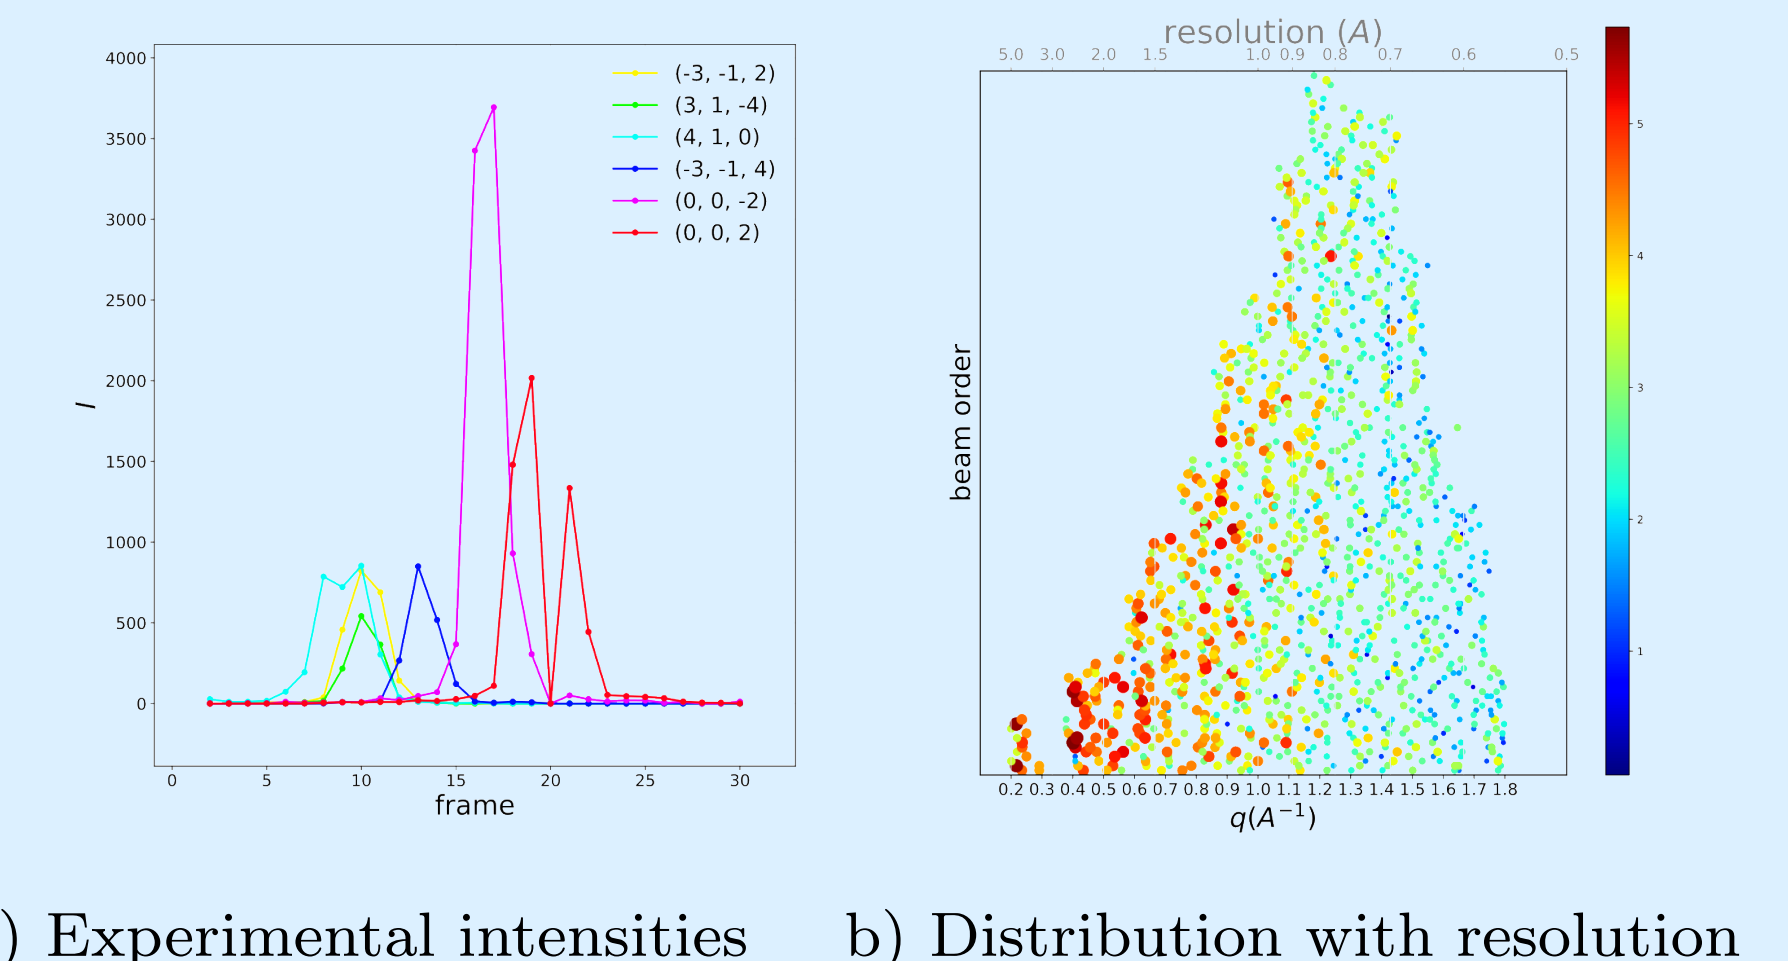 4000
3500
3000
2500
2000
1500
1000
500
0
I
(-3, -1, 2)
(3, 1, -4)
(4, 1, 0)
(-3, -1, 4)
(0, 0, -2)
(0, 0, 2)
0 5 10 15 20 25 30
frame
resolution (A)
5.0 3.0 2.0 1.5 1.0 0.9 0.8 0.7 0.6 0.5
beam order
0.2 0.3 0.4 0.5 0.6 0.7 0.8 0.9 1.0 1.1 1.2 1.3 1.4 1.5 1.6 1.7 1.8
q(A⁻¹)
5
4
3
2
1
) Experimental intensities
b) Distribution with resolution